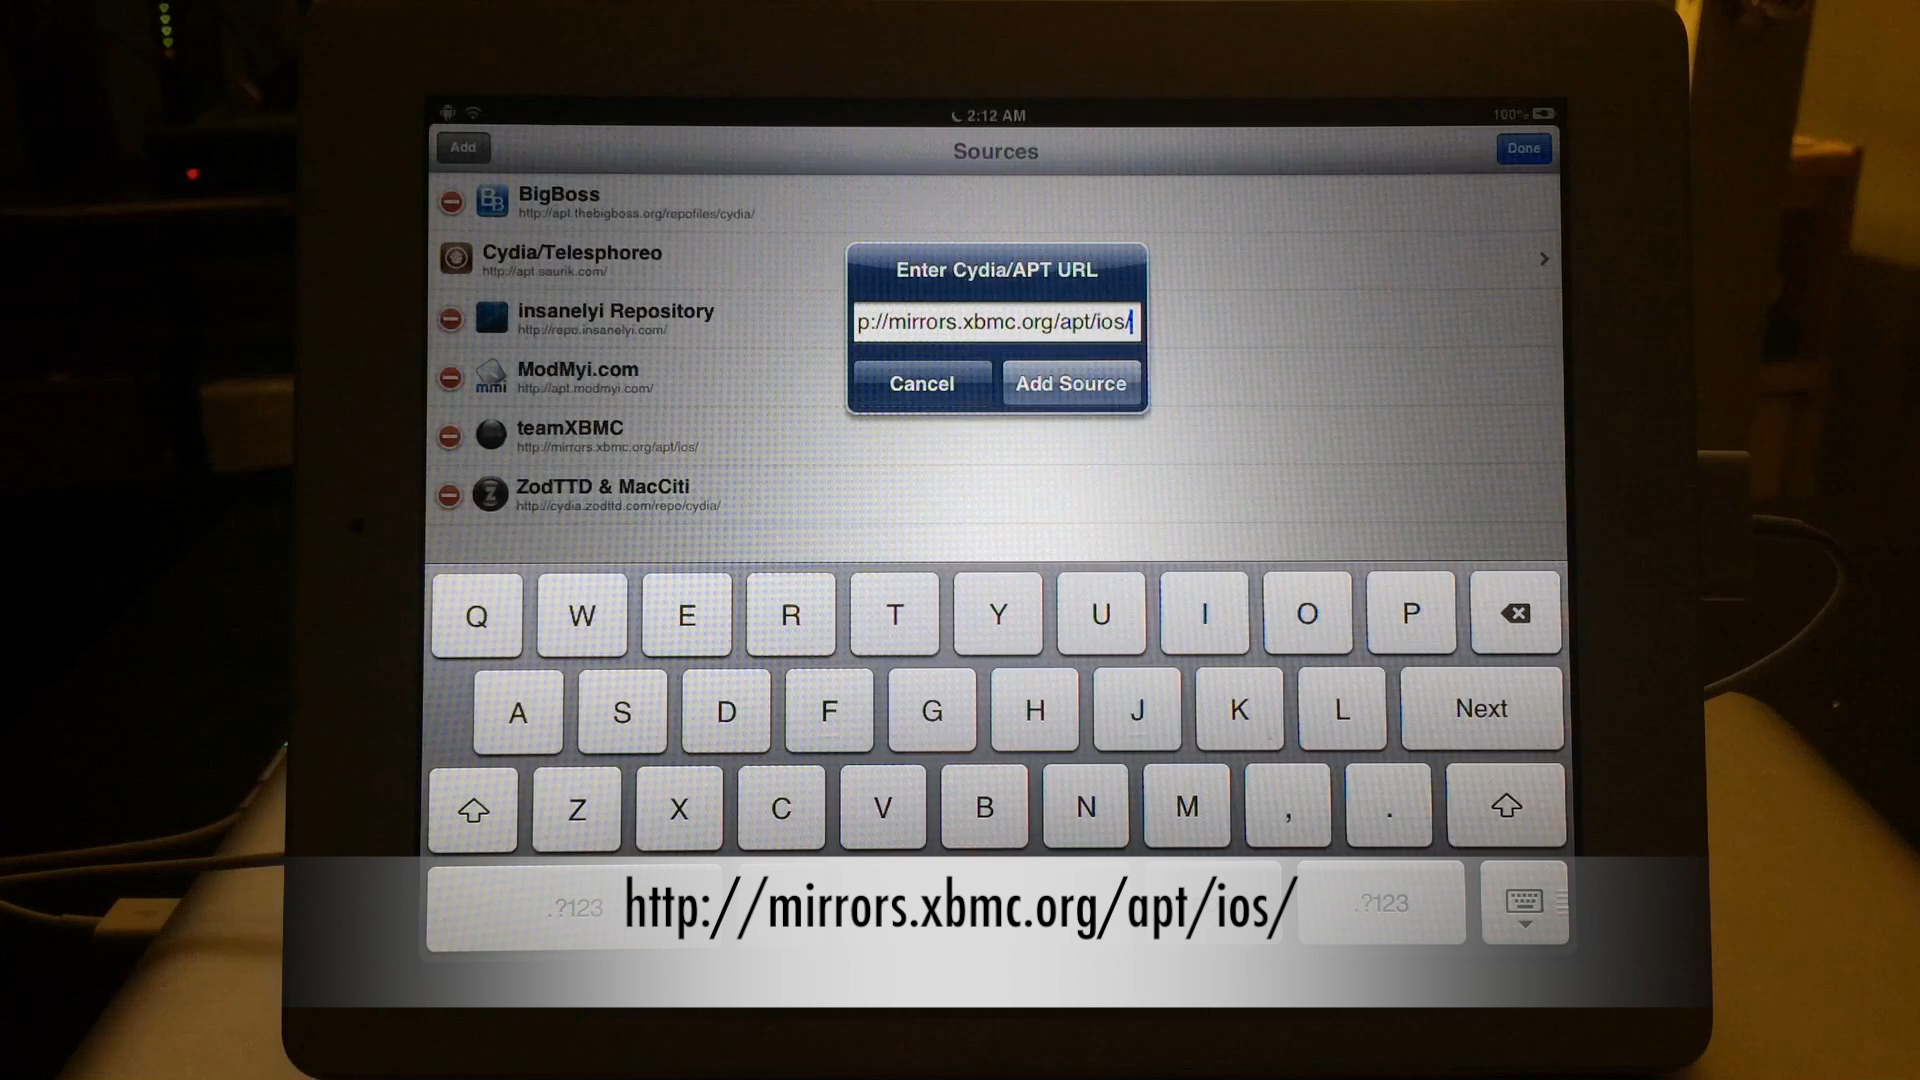 2:12 AM
100%
Add
Sources
Done
BigBoss
http://apt.thebigboss.org/repofiles/cydia/
Cydia/Telesphoreo
http://apt.saurik.com/
insanelyi Repository
http://repo.insanelyi.com/
ModMyi.com
http://apt.modmyi.com/
mmi
teamXBMC
http://mirrors.xbmc.org/apt/ios/
ZodTTD & MacCiti
http://cydia.zodttd.com/repo/cydia/
Enter Cydia/APT URL
p://mirrors.xbmc.org/apt/ios/
Cancel
Add Source
Q W E R T Y U I O P
A S D F G H J K L Next
Z X C V B N M , .
.?123
.?123
http://mirrors.xbmc.org/apt/ios/